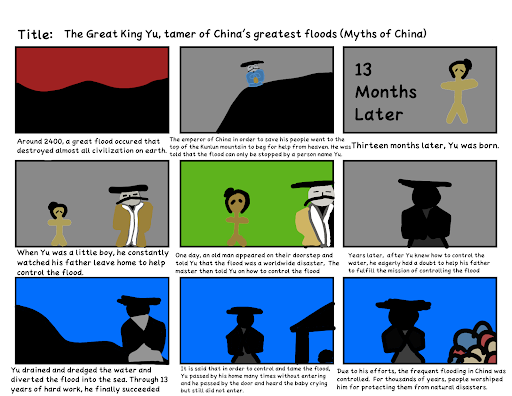 Title: The Great King Yu, tamer of China's greatest floods (Myths of China)
13
Months
Later
Around 2400, a great flood occured that
destroyed almost all civilization on earth.
The emperor of China in order to save his people went to the
top of the Kunlun mountain to beg for help from heaven. He was
told that the flood can only be stopped by a person name Yu.
Thirteen months later, Yu was born.
When Yu was a little boy, he constantly
watched his father leave home to help
control the flood.
One day, an old man appeared on their doorstep and
told Yu that the flood was a worldwide disaster, The
master then told Yu on how to control the flood
Years later, after Yu knew how to control the
water, he eagerly had a doubt to help his father
to fulfill the mission of controlling the flood
Yu drained and dredged the water and
diverted the flood into the sea. Through 13
years of hard work, he finally succeeded
It is said that in order to control and tame the flood,
Yu passed by his home many times without entering
and he passed by the door and heard the baby crying
but still did not enter.
Due to his efforts, the frequent flooding in China was
controlled. For thousands of years, people worshiped
him for protecting them from natural disasters.